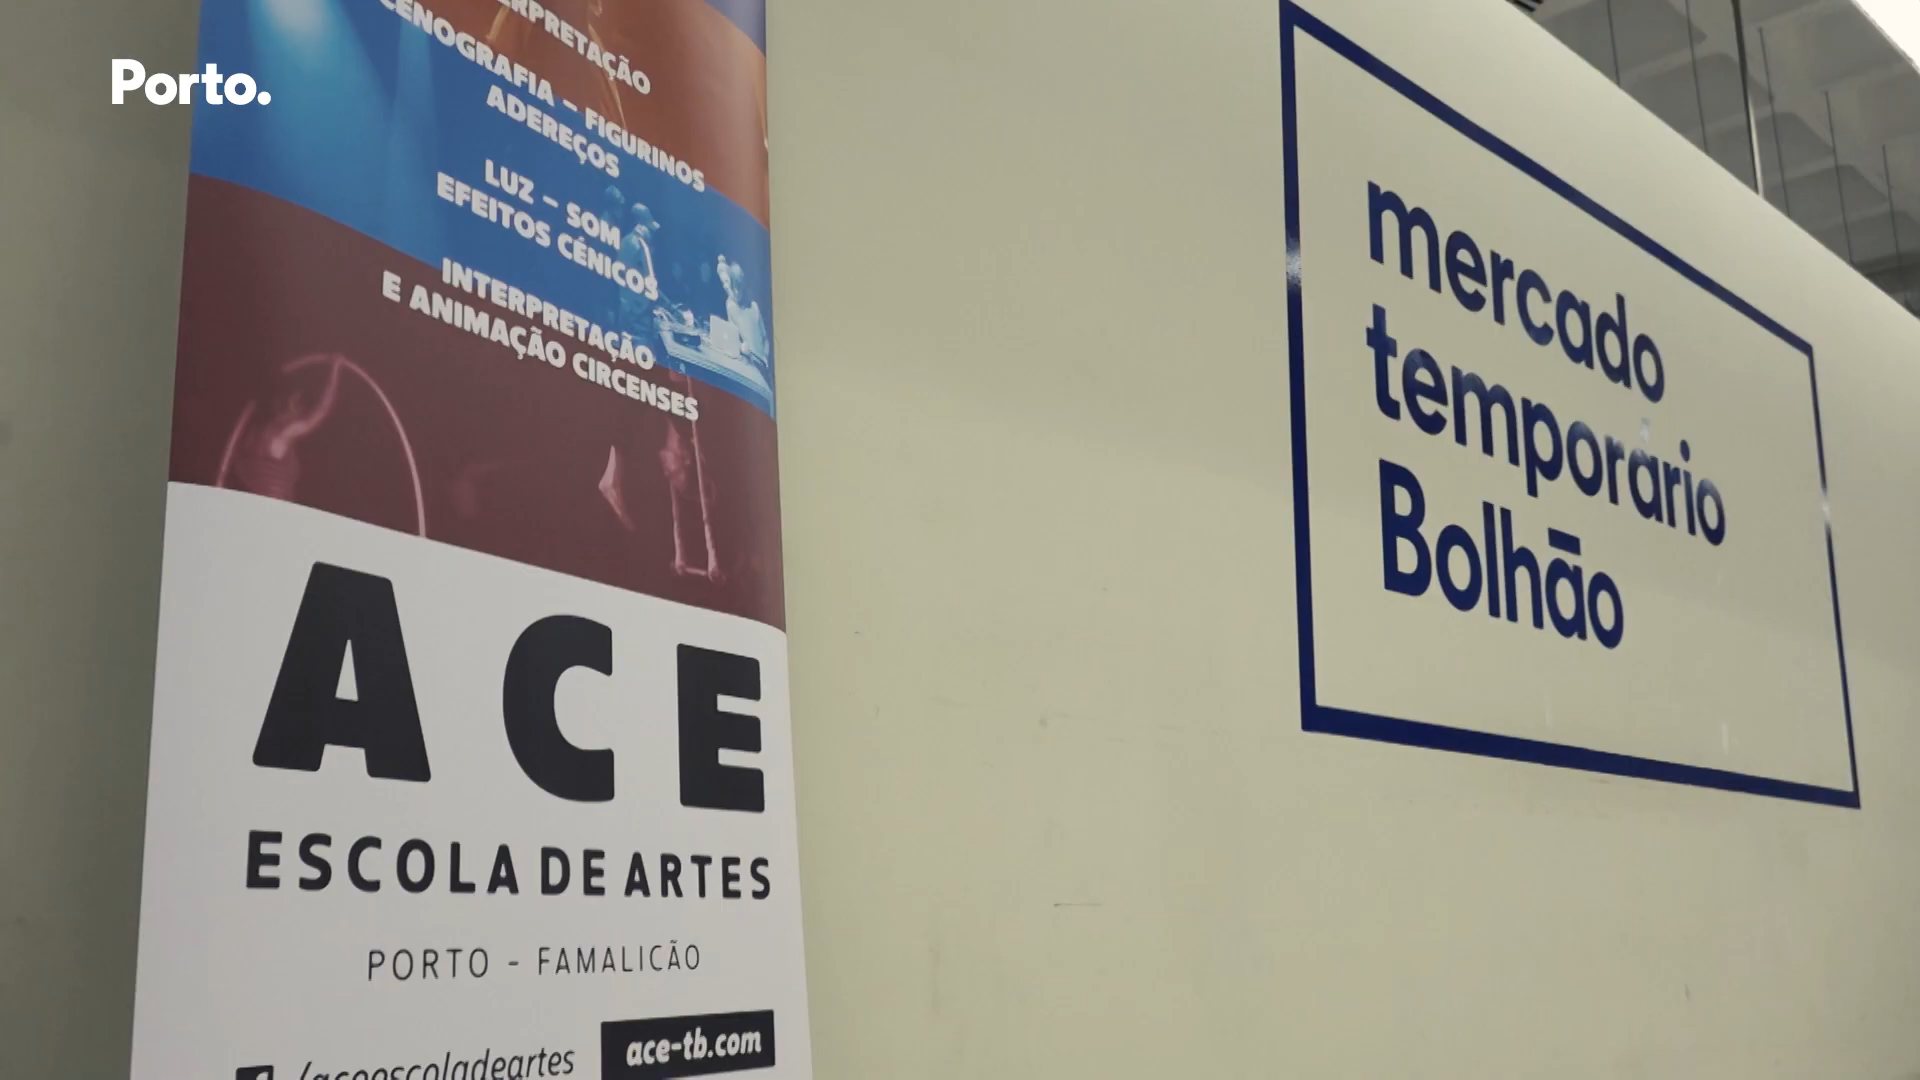 Porto.
INTERPRETAÇÃO
CENOGRAFIA – FIGURINOS
ADEREÇOS
LUZ – SOM
EFEITOS CÉNICOS
INTERPRETAÇÃO
E ANIMAÇÃO CIRCENSES
ACE
ESCOLA DE ARTES
PORTO - FAMALICÃO
/aceescoladeartes
ace-tb.com
mercado
temporário
Bolhão